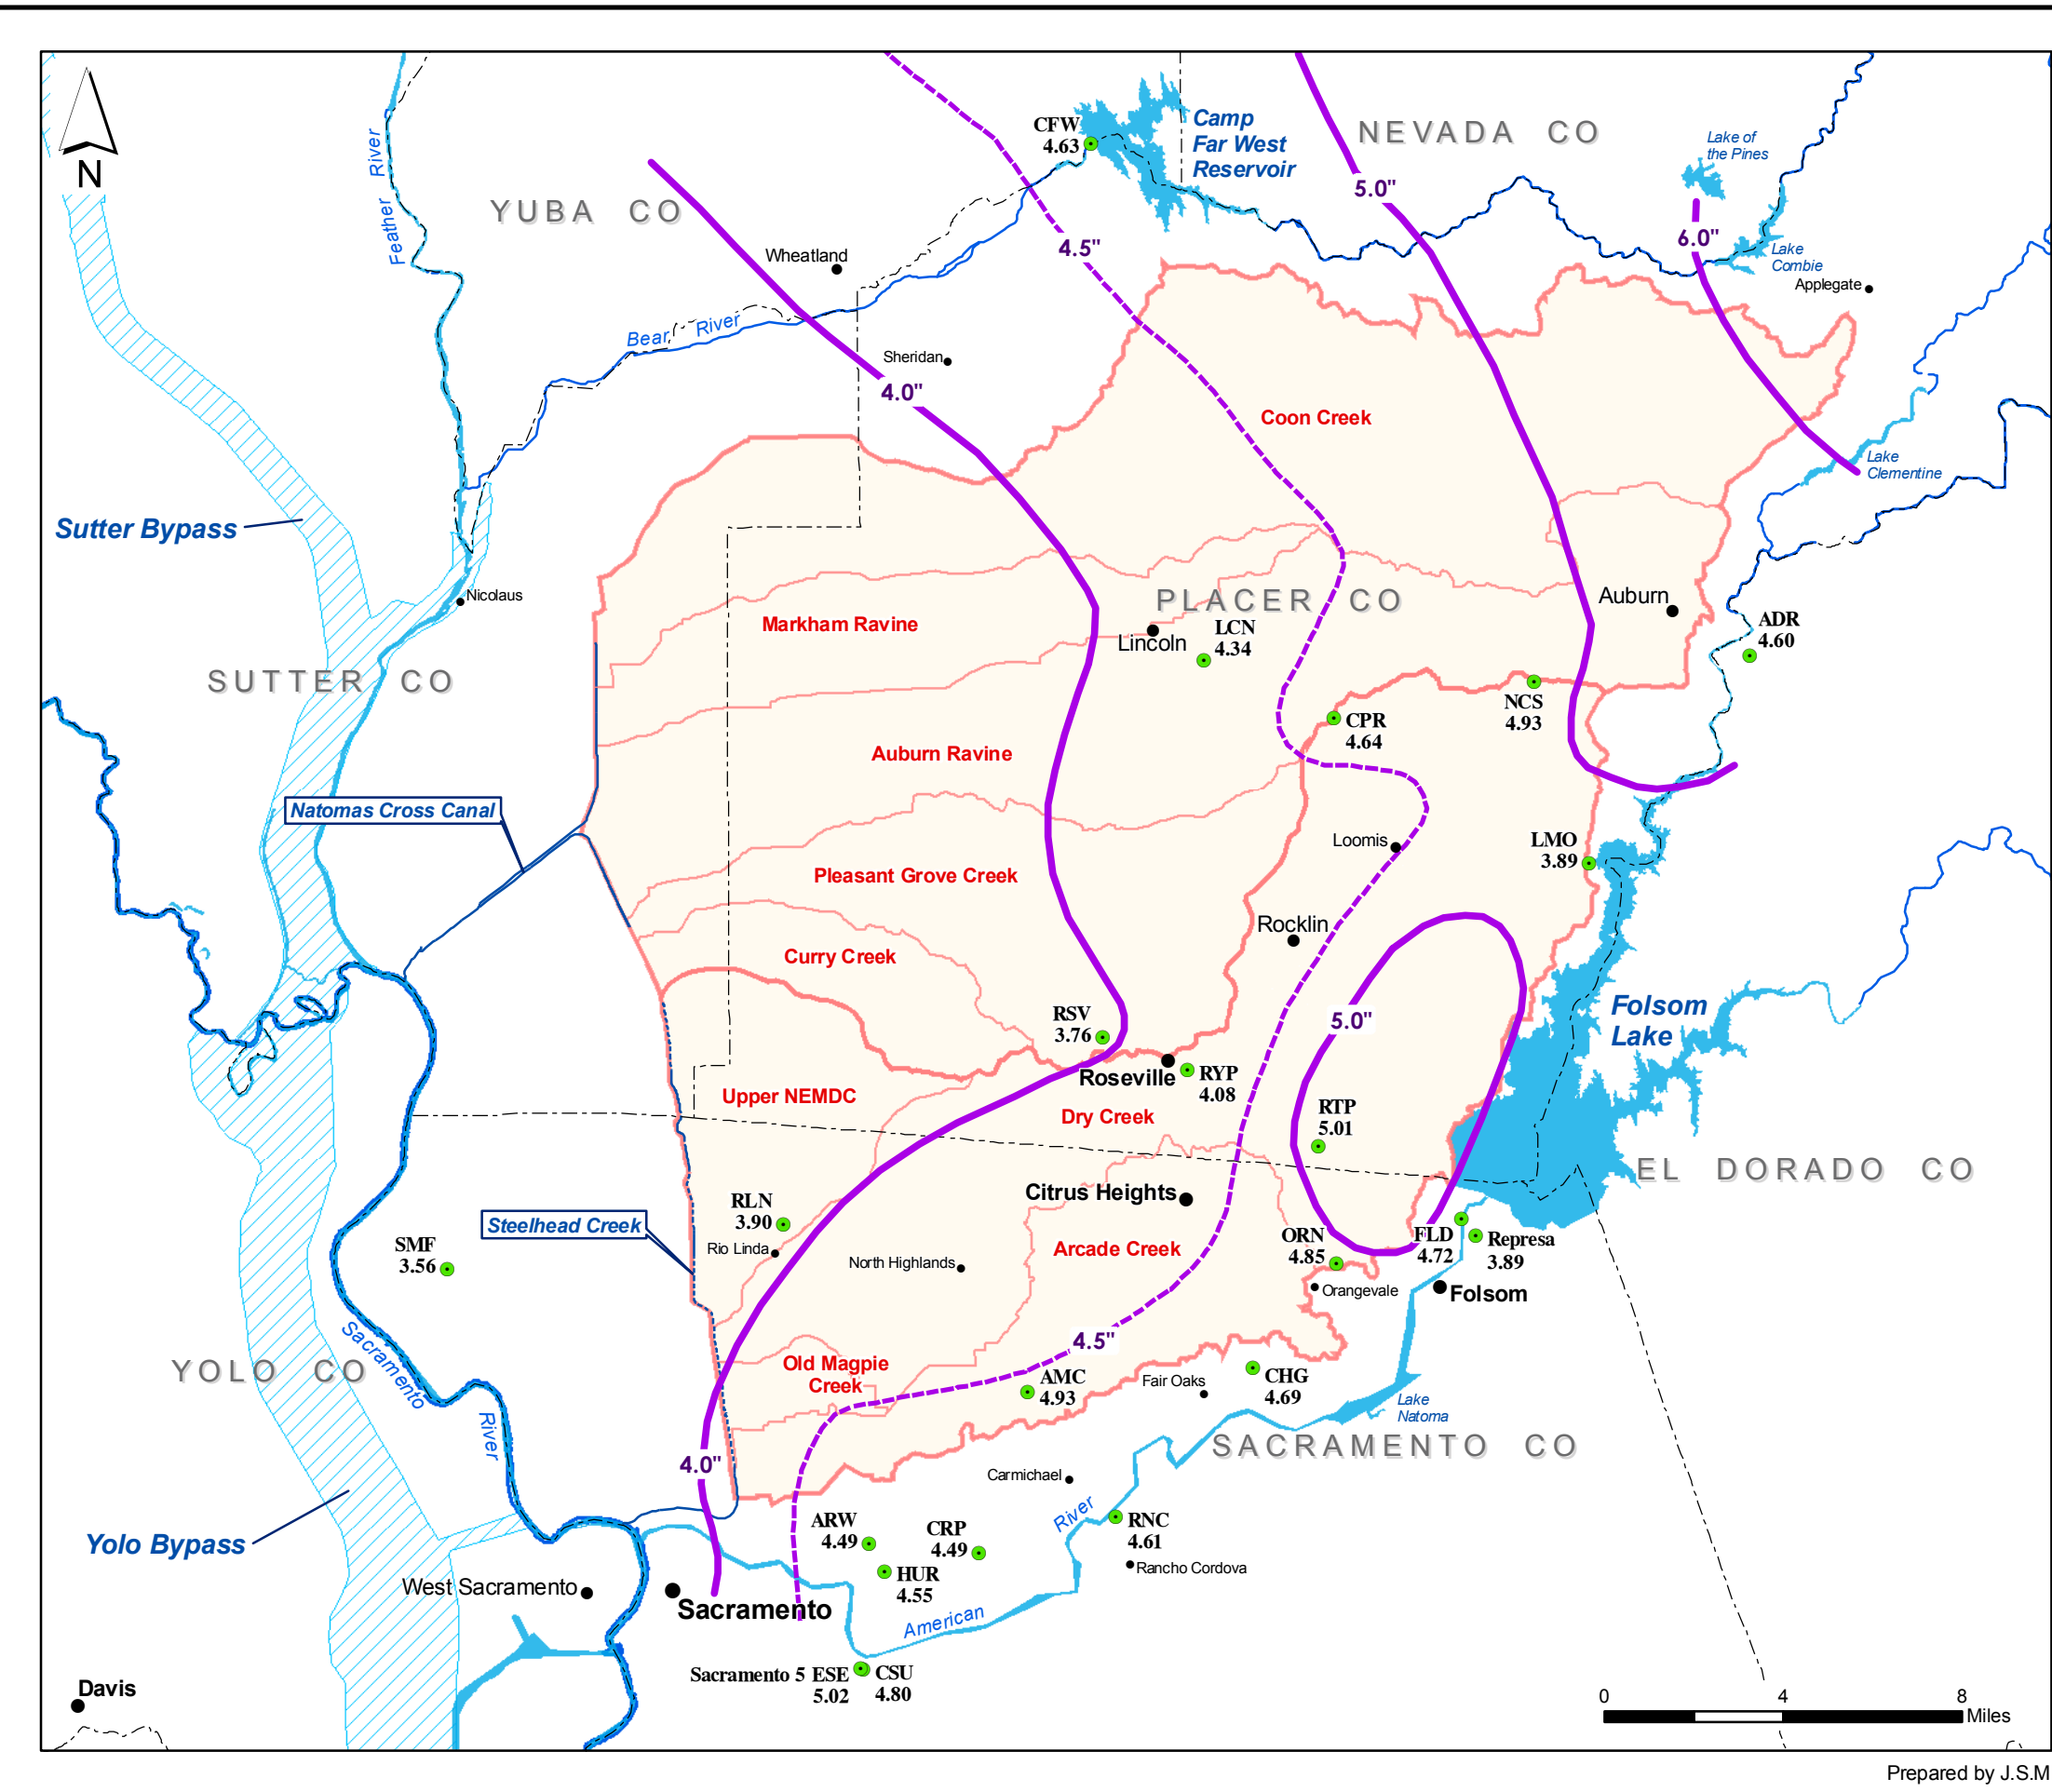 N
CFW
4.63
Camp
Far West
Reservoir
NEVADA CO
Lake of
the Pines
5.0"
YUBA CO
Feather River
4.5"
6.0"
Lake
Combie
Wheatland
Applegate
Bear River
Sheridan
4.0"
Coon Creek
Lake
Clementine
Sutter Bypass
Nicolaus
Auburn
PLACER CO
Markham Ravine
LCN
4.34
Lincoln
ADR
4.60
SUTTER CO
NCS
4.93
CPR
4.64
Auburn Ravine
Natomas Cross Canal
Loomis
LMO
3.89
Pleasant Grove Creek
Rocklin
Curry Creek
RSV
3.76
5.0"
Folsom
Lake
Roseville
RYP
4.08
Upper NEMDC
Dry Creek
RTP
5.01
EL DORADO CO
Citrus Heights
RLN
3.90
Steelhead Creek
Rio Linda
North Highlands
Arcade Creek
SMF
3.56
ORN
4.85
FLD
4.72
Represa
3.89
Orangevale
Folsom
4.5"
Sacramento River
YOLO CO
Old Magpie
Creek
AMC
4.93
Fair Oaks
CHG
4.69
Lake
Natoma
SACRAMENTO CO
4.0"
Carmichael
ARW
4.49
CRP
4.49
River
RNC
4.61
Yolo Bypass
HUR
4.55
Rancho Cordova
West Sacramento
Sacramento
American
Sacramento 5 ESE
5.02
CSU
4.80
Davis
0 4 8
Miles
Prepared by J.S.M